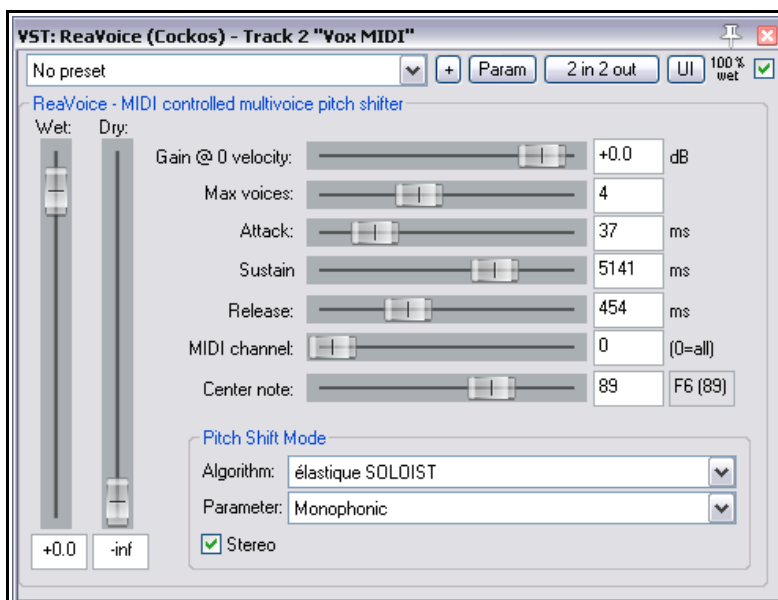 VST: ReaVoice (Cockos) - Track 2 "Vox MIDI"
No preset + Param 2 in 2 out UI 100% wet
ReaVoice - MIDI controlled multivoice pitch shifter
Wet: Dry:
Gain @ 0 velocity: +0.0 dB
Max voices: 4
Attack: 37 ms
Sustain 5141 ms
Release: 454 ms
MIDI channel: 0 (0=all)
Center note: 89 F6 (89)
Pitch Shift Mode
Algorithm: élastique SOLOIST
Parameter: Monophonic
Stereo
+0.0 -inf